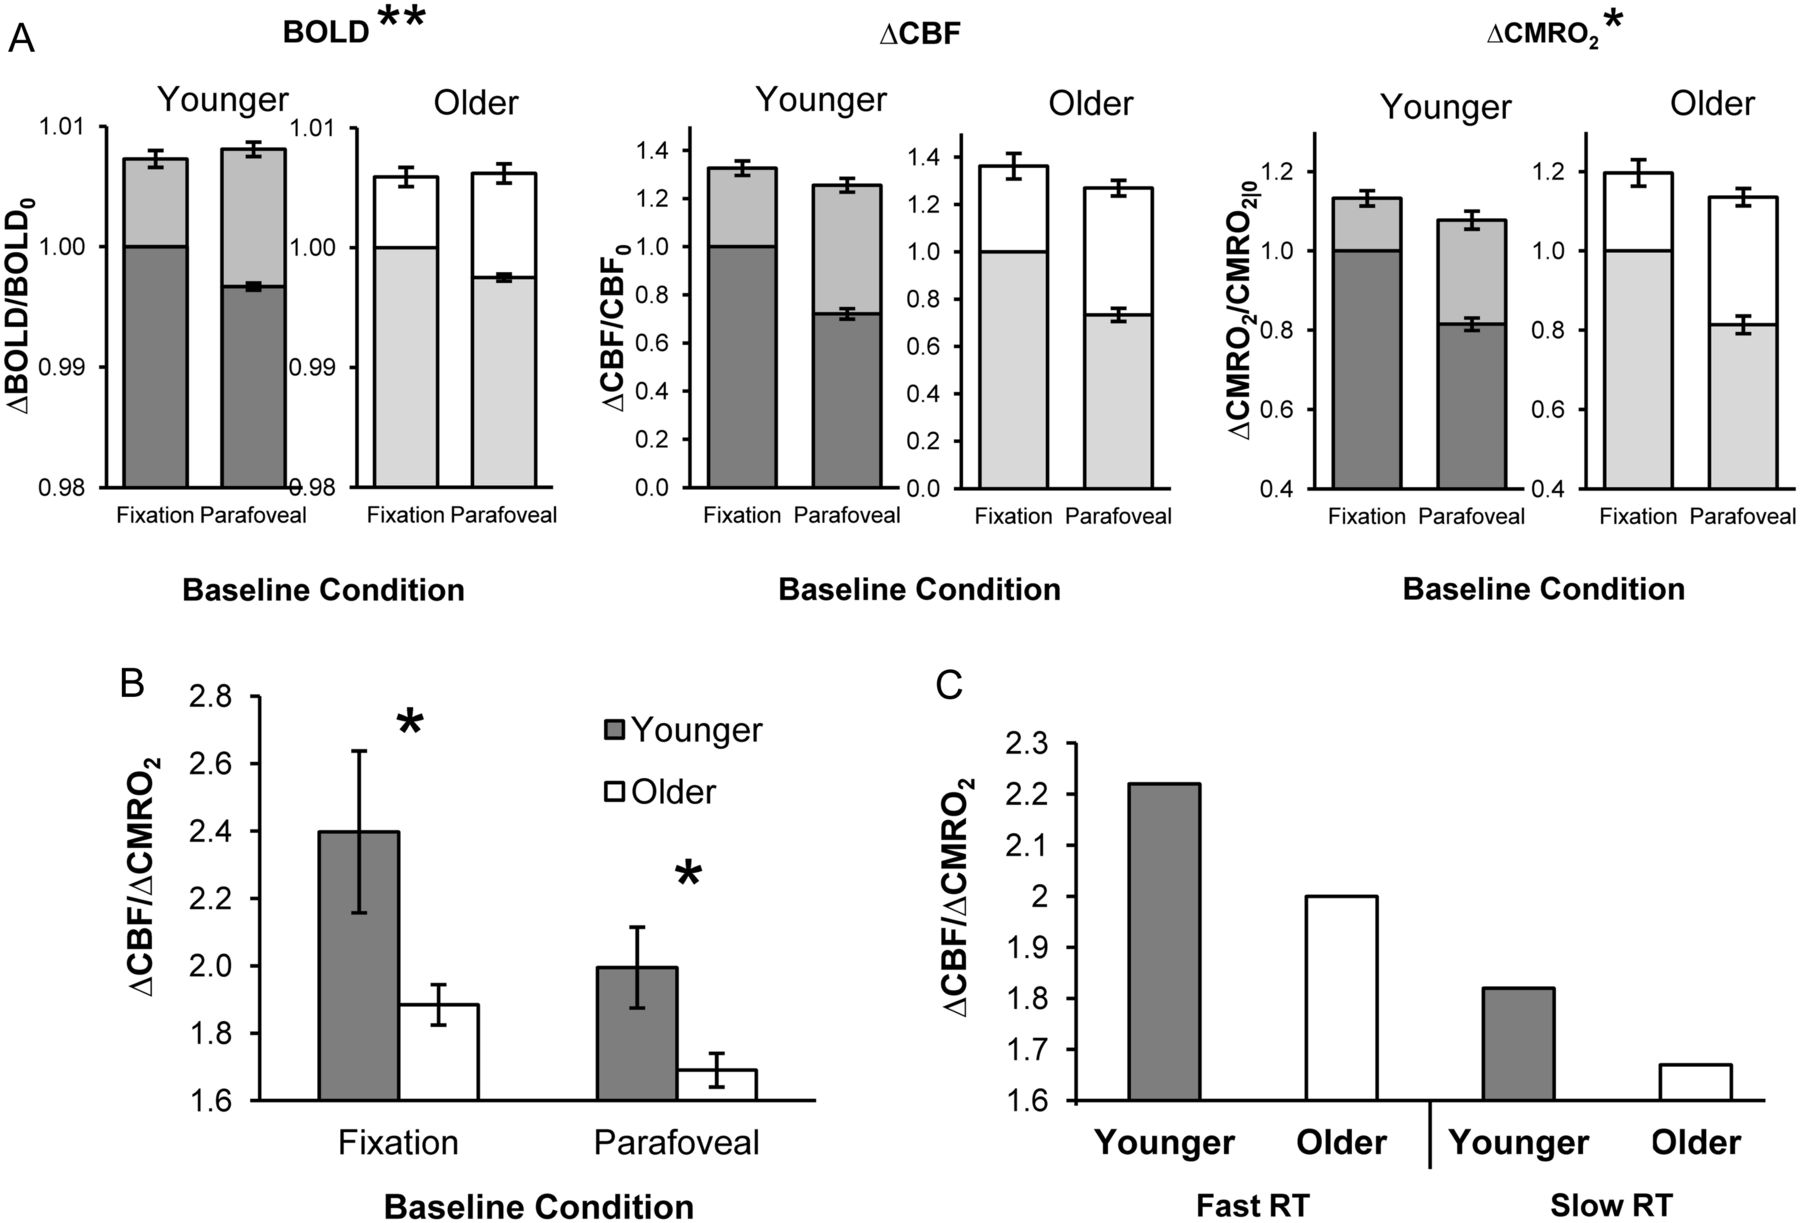 A
BOLD **
ΔCBF
ΔCMRO2 *
Younger
Older
Younger
Older
Younger
Older
ΔBOLD/BOLD0
1.01
1.00
0.99
0.98
1.01
1.00
0.99
0.98
Fixation Parafoveal
Fixation Parafoveal
Baseline Condition
ΔCBF/CBF0
1.4
1.2
1.0
0.8
0.6
0.4
0.2
0.0
1.4
1.2
1.0
0.8
0.6
0.4
0.2
0.0
Fixation Parafoveal
Fixation Parafoveal
Baseline Condition
ΔCMRO2/CMRO2|0
1.2
1.0
0.8
0.6
0.4
1.2
1.0
0.8
0.6
0.4
Fixation Parafoveal
Fixation Parafoveal
Baseline Condition
B
ΔCBF/ΔCMRO2
2.8
2.6
2.4
2.2
2.0
1.8
1.6
*
*
Younger
Older
Fixation
Parafoveal
Baseline Condition
C
ΔCBF/ΔCMRO2
2.3
2.2
2.1
2
1.9
1.8
1.7
1.6
Younger Older Younger Older
Fast RT Slow RT